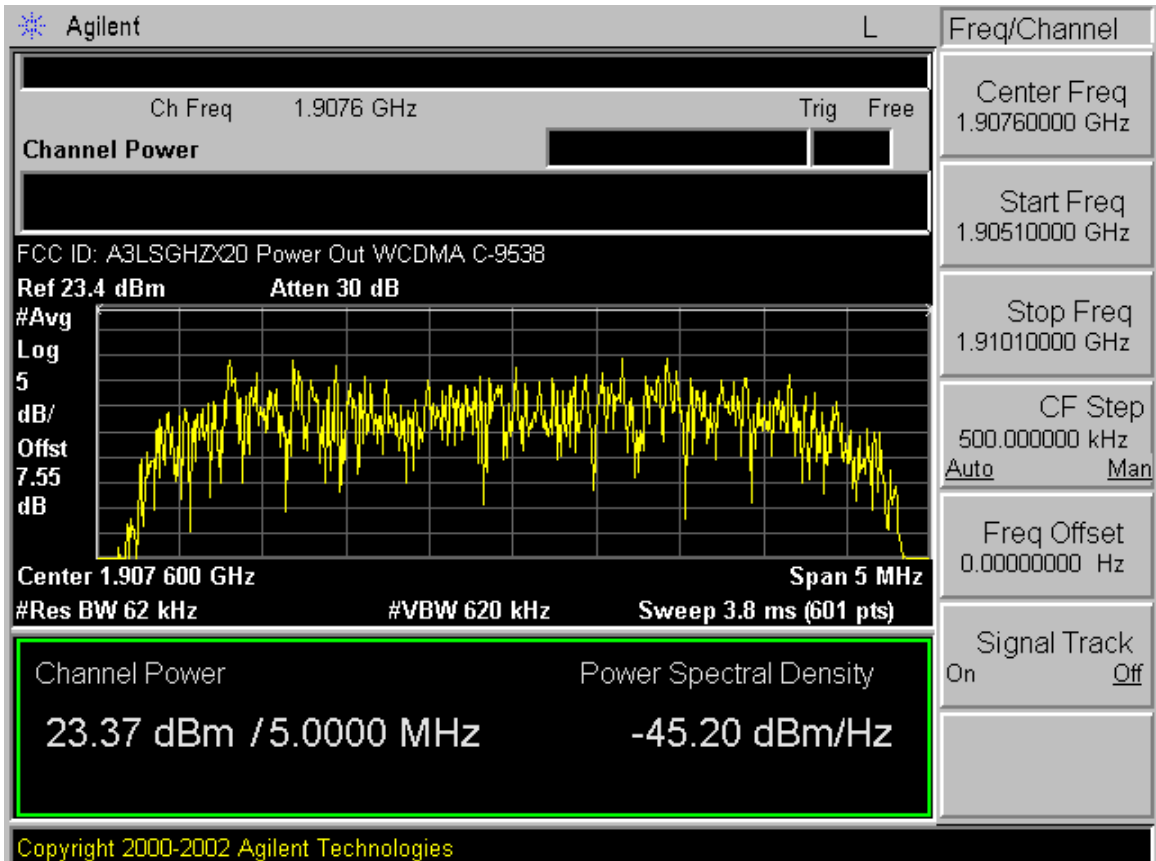 Agilent L
Ch Freq 1.9076 GHz Trig Free
Channel Power
FCC ID: A3LSGHZX20 Power Out WCDMA C-9538
Ref 23.4 dBm Atten 30 dB
#Avg
Log
5
dB/
Offst
7.55
dB
Center 1.907 600 GHz Span 5 MHz
#Res BW 62 kHz #VBW 620 kHz Sweep 3.8 ms (601 pts)
Channel Power Power Spectral Density
23.37 dBm / 5.0000 MHz -45.20 dBm/Hz
Copyright 2000-2002 Agilent Technologies
Freq/Channel
Center Freq
1.90760000 GHz
Start Freq
1.90510000 GHz
Stop Freq
1.91010000 GHz
CF Step
500.000000 kHz
Auto Man
Freq Offset
0.00000000 Hz
Signal Track
On Off